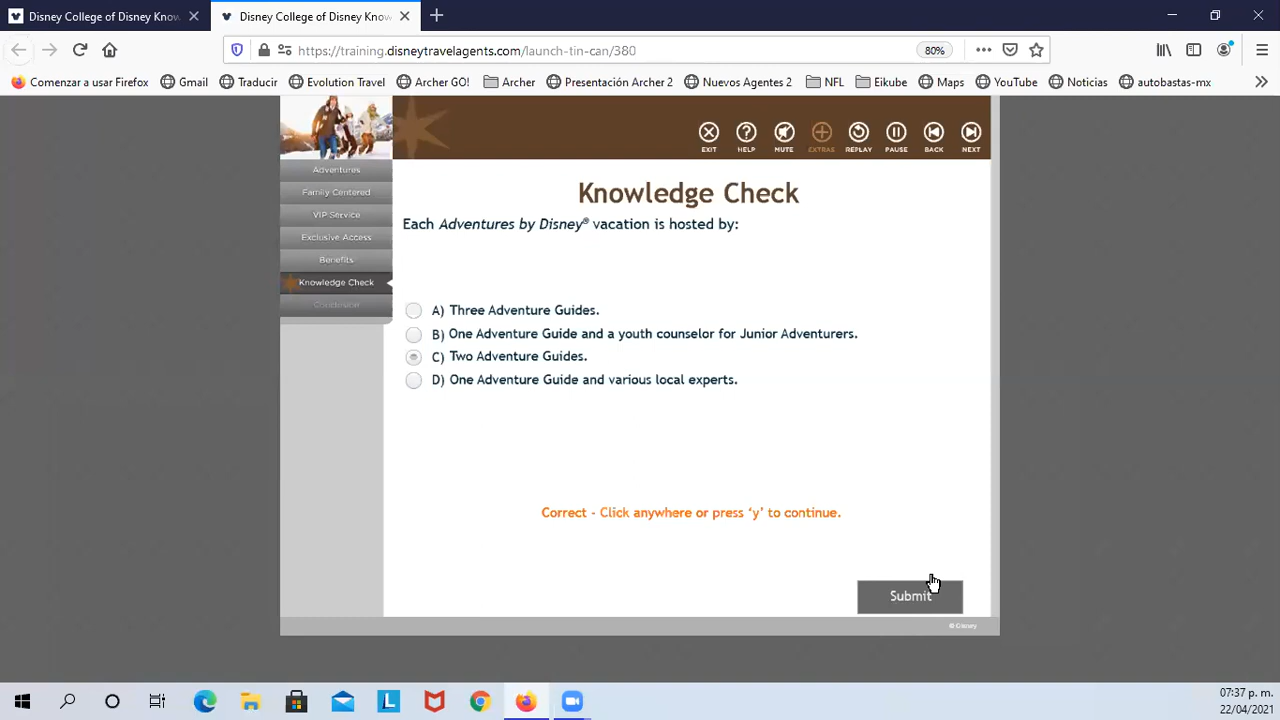 Disney College of Disney Know
Disney College of Disney Know
https://training.disneytravelagents.com/launch-tin-can/380
80%
Comenzar a usar Firefox
Gmail
Traducir
Evolution Travel
Archer GO!
Archer
Presentación Archer 2
Nuevos Agentes 2
NFL
Eikube
Maps
YouTube
Noticias
autobastas-mx
EXIT
HELP
MUTE
EXTRAS
REPLAY
PAUSE
BACK
NEXT
Adventures
Family Centered
VIP Service
Exclusive Access
Benefits
Knowledge Check
Conclusion
Knowledge Check
Each Adventures by Disney® vacation is hosted by:
A) Three Adventure Guides.
B) One Adventure Guide and a youth counselor for Junior Adventurers.
C) Two Adventure Guides.
D) One Adventure Guide and various local experts.
Correct - Click anywhere or press ‘y’ to continue.
Submit
© Disney
07:37 p. m.
22/04/2021